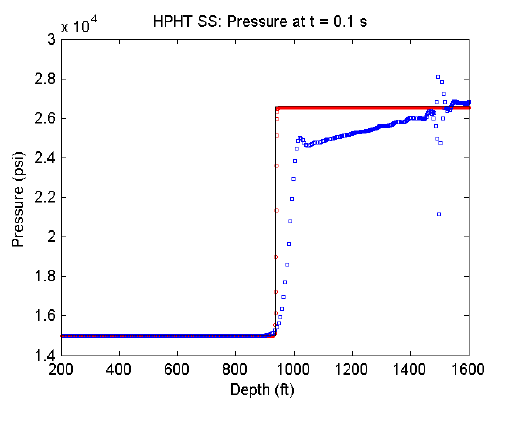 HPHT SS: Pressure at t = 0.1 s
x 10^4
3
2.8
2.6
2.4
2.2
2
1.8
1.6
1.4
Pressure (psi)
200 400 600 800 1000 1200 1400 1600
Depth (ft)